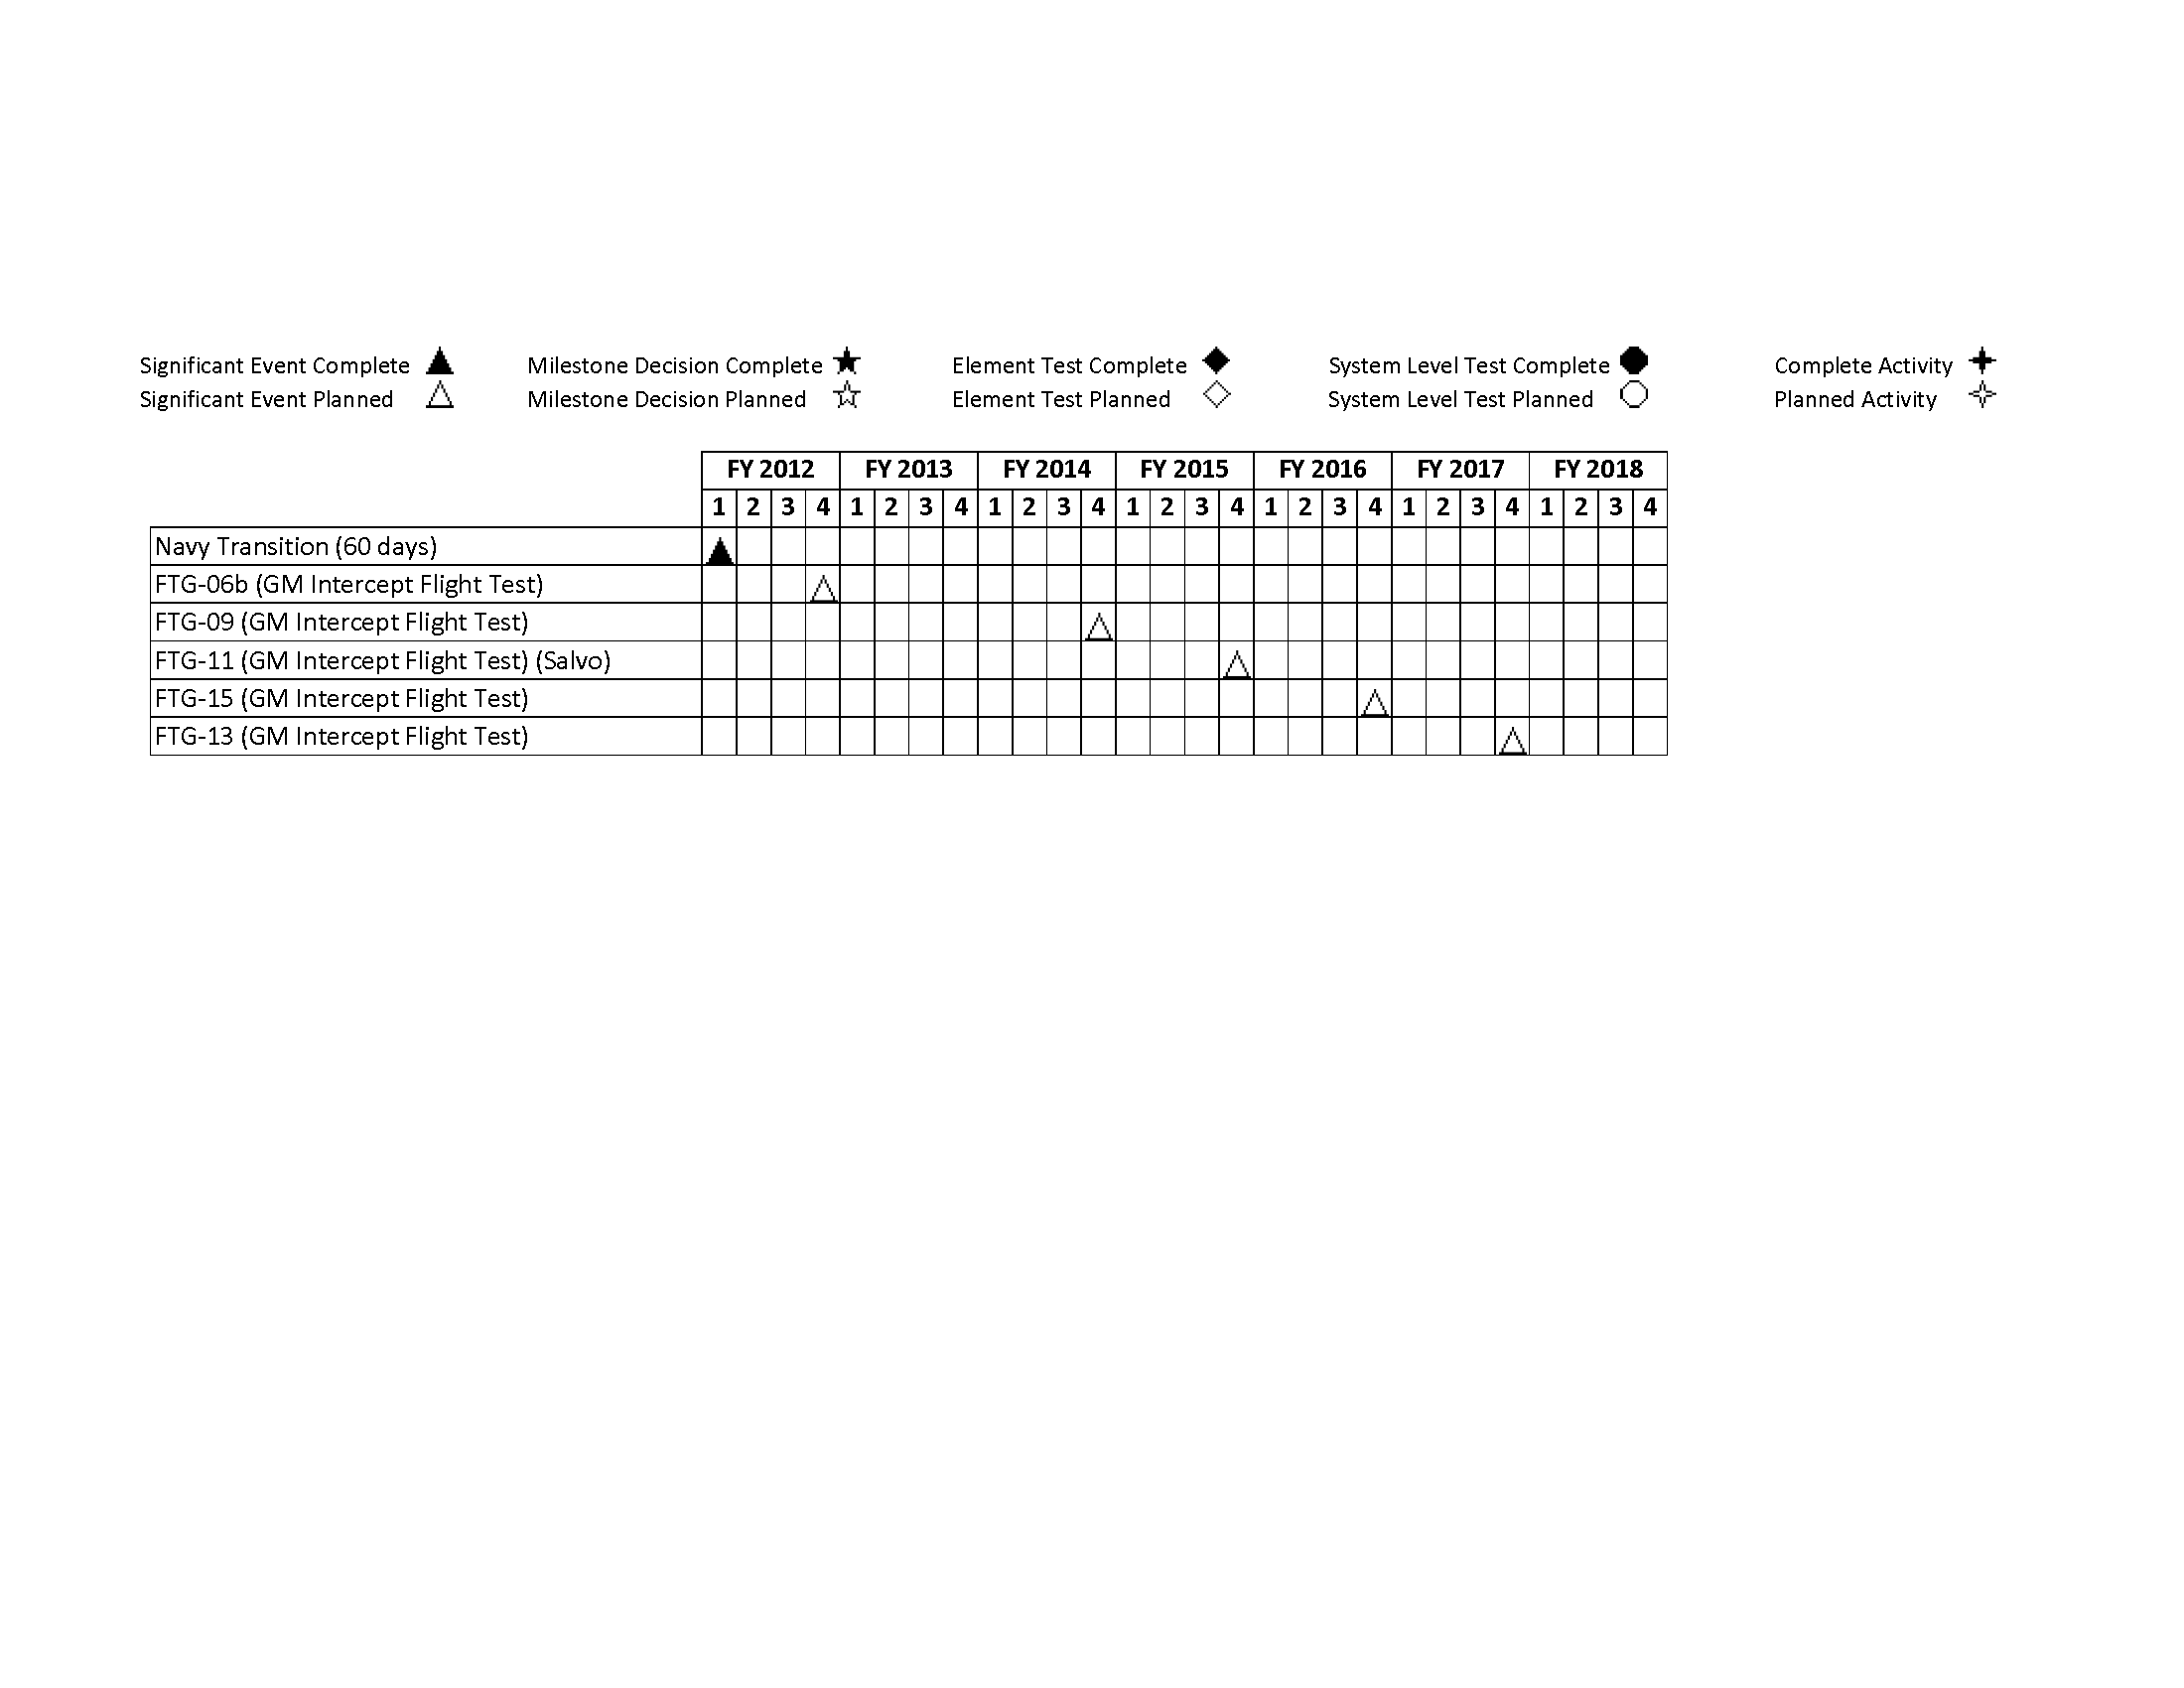 Significant Event Complete ▲ Milestone Decision Complete ★ Element Test Complete ◆ System Level Test Complete ● Complete Activity ✦
Significant Event Planned △ Milestone Decision Planned ☆ Element Test Planned ◇ System Level Test Planned ○ Planned Activity ✧
FY 2012 FY 2013 FY 2014 FY 2015 FY 2016 FY 2017 FY 2018
1 2 3 4 1 2 3 4 1 2 3 4 1 2 3 4 1 2 3 4 1 2 3 4 1 2 3 4
Navy Transition (60 days) ▲
FTG-06b (GM Intercept Flight Test) △
FTG-09 (GM Intercept Flight Test) △
FTG-11 (GM Intercept Flight Test) (Salvo) △
FTG-15 (GM Intercept Flight Test) △
FTG-13 (GM Intercept Flight Test) △